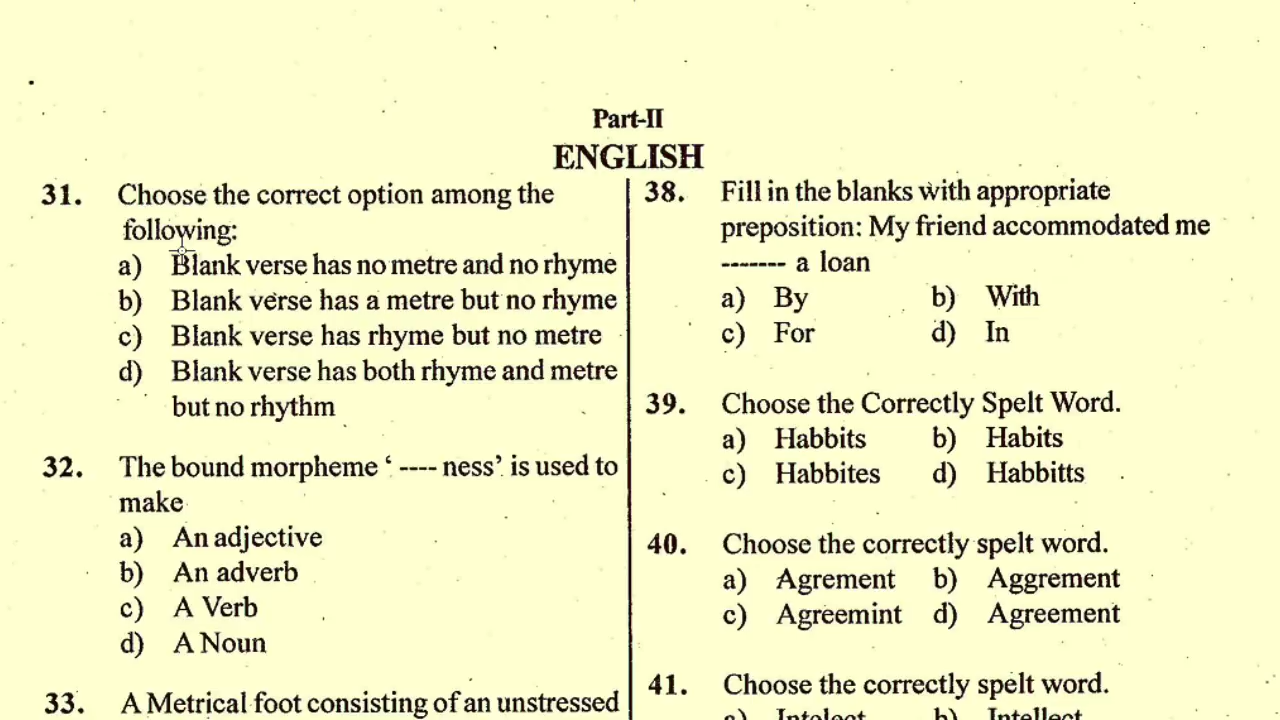 Part-II
ENGLISH
31. Choose the correct option among the
following:
a) Blank verse has no metre and no rhyme
b) Blank verse has a metre but no rhyme
c) Blank verse has rhyme but no metre
d) Blank verse has both rhyme and metre
but no rhythm
32. The bound morpheme ‘ ---- ness’ is used to
make
a) An adjective
b) An adverb
c) A Verb
d) A Noun
33. A Metrical foot consisting of an unstressed
38. Fill in the blanks with appropriate
preposition: My friend accommodated me
------- a loan
a) By b) With
c) For d) In
39. Choose the Correctly Spelt Word.
a) Habbits b) Habits
c) Habbites d) Habbitts
40. Choose the correctly spelt word.
a) Agrement b) Aggrement
c) Agreemint d) Agreement
41. Choose the correctly spelt word.
a) Intelect b) Intellect